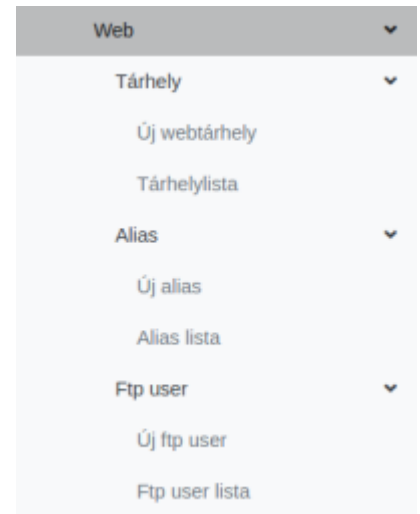 Web
Tárhely
Új webtárhely
Tárhelylista
Alias
Új alias
Alias lista
Ftp user
Új ftp user
Ftp user lista